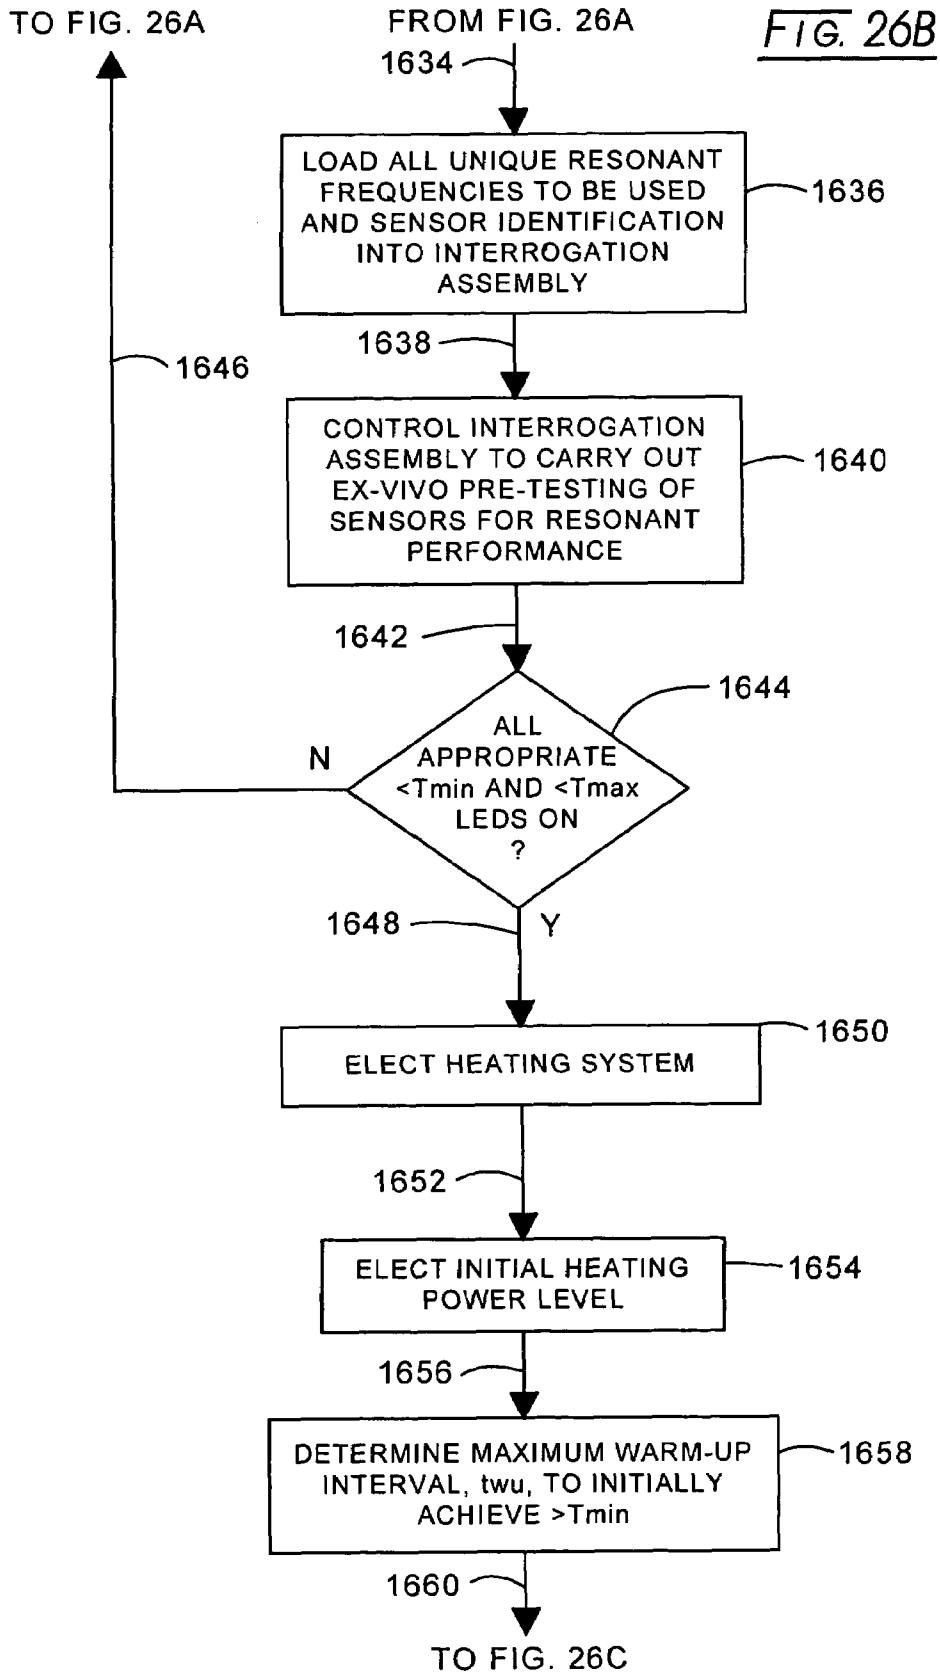 TO FIG. 26A
FROM FIG. 26A
FIG. 26B
1634
LOAD ALL UNIQUE RESONANT
FREQUENCIES TO BE USED
AND SENSOR IDENTIFICATION
INTO INTERROGATION
ASSEMBLY
1636
1638
1646
CONTROL INTERROGATION
ASSEMBLY TO CARRY OUT
EX-VIVO PRE-TESTING OF
SENSORS FOR RESONANT
PERFORMANCE
1640
1642
1644
ALL
APPROPRIATE
<Tmin AND <Tmax
LEDS ON
?
N
1648
Y
1650
ELECT HEATING SYSTEM
1652
ELECT INITIAL HEATING
POWER LEVEL
1654
1656
DETERMINE MAXIMUM WARM-UP
INTERVAL, twu, TO INITIALLY
ACHIEVE >Tmin
1658
1660
TO FIG. 26C